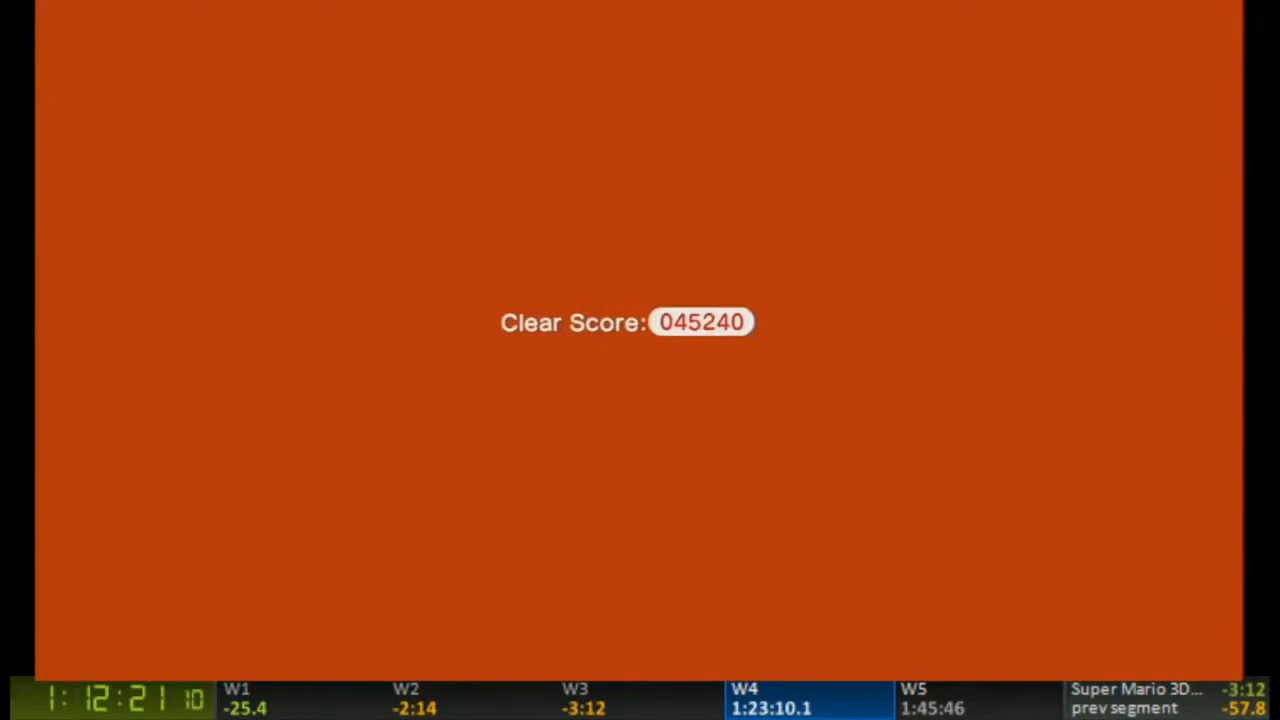 Clear Score: 045240
1:12:21 10
W1
-25.4
W2
-2:14
W3
-3:12
W4
1:23:10.1
W5
1:45:46
Super Mario 3D... -3:12
prev segment -57.8